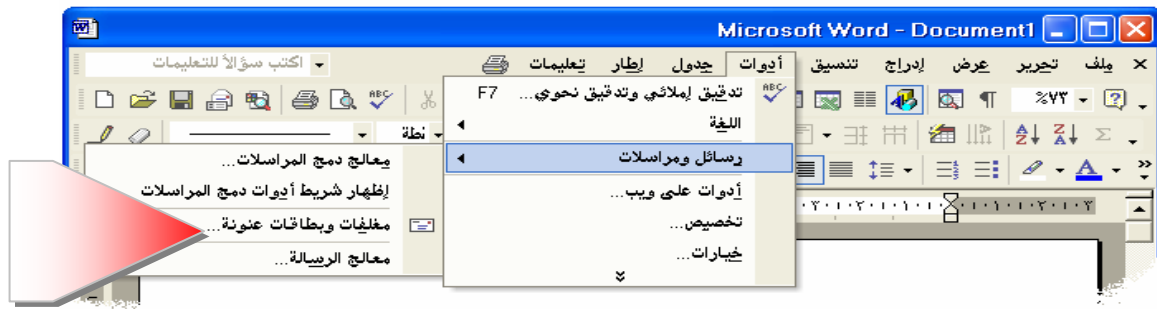 Microsoft Word - Document1
ملف تحرير عرض إدراج تنسيق أدوات جدول إطار تعليمات اكتب سؤالاً للتعليمات
٧٣%
نطة
تدقيق إملائي وتدقيق نحوي... F7
اللغة
رسائل ومراسلات
أدوات على ويب...
تخصيص...
خيارات...
معالج دمج المراسلات...
إظهار شريط أدوات دمج المراسلات
مغلفات وبطاقات عنونة...
معالج الرسالة...